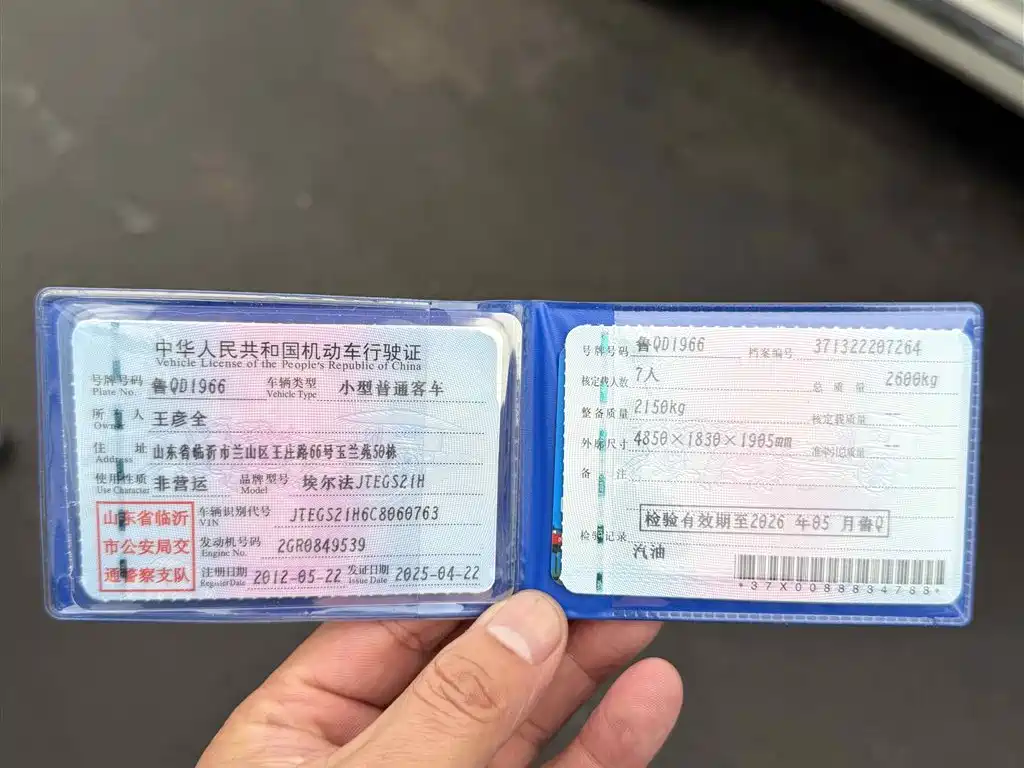 中华人民共和国机动车行驶证
Vehicle License of the People's Republic of China
号牌号码 鲁QD1966 车辆类型 小型普通客车
Plate No. Vehicle Type
所有人 王彦全
Owner
住址 山东省临沂市兰山区王庄路66号玉兰苑50栋
Address
使用性质 非营运 品牌型号 埃尔法JTEGS21H
Use Character Model
山东省临沂
市公安局交
通警察支队
车辆识别代号 JTEGS21H6C8060763
VIN
发动机号码 2GR0849539
Engine No.
注册日期 2012-05-22 发证日期 2025-04-22
Register Date Issue Date
号牌号码 鲁QD1966 档案编号 371322207264
核定载人数 7人 总质量 2600kg
整备质量 2150kg 核定载质量 --
外廓尺寸 4850×1830×1905mm 准牵引总质量 --
备注
检验有效期至2026 年05 月鲁Q
检验记录
汽油
*37X0088834788*